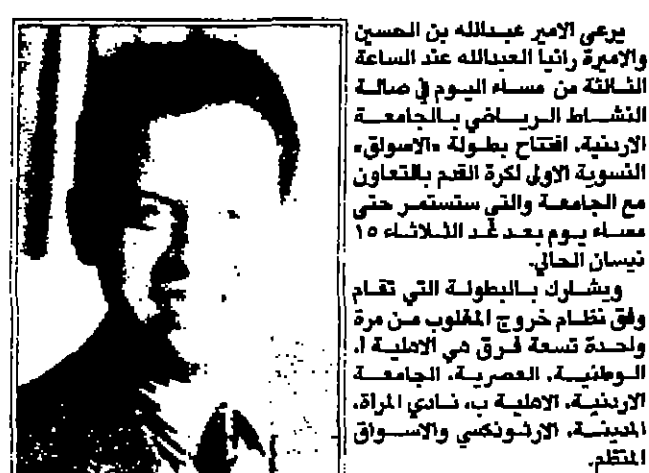 يرعى الامير عبدالله بن الحسين
والاميرة رانيا العبدالله عند الساعة
الثالثة من مساء اليوم في صالة
النشاط الرياضي بالجامعة
الاردنية، افتتاح بطولة «الاسواق»
النسوية الاولى لكرة القدم بالتعاون
مع الجامعة والتي ستستمر حتى
مساء يوم بعد غد الثلاثاء ١٥
نيسان الحالي.
ويشارك بالبطولة التي تقام
وفق نظام خروج المغلوب من مرة
واحدة تسعة فرق هي الاهلية أ،
الوطنية، العصرية، الجامعة
الاردنية، الاهلية ب، نادي المرأة،
المدينة، الارثوذكسي والاسواق
المنظم.